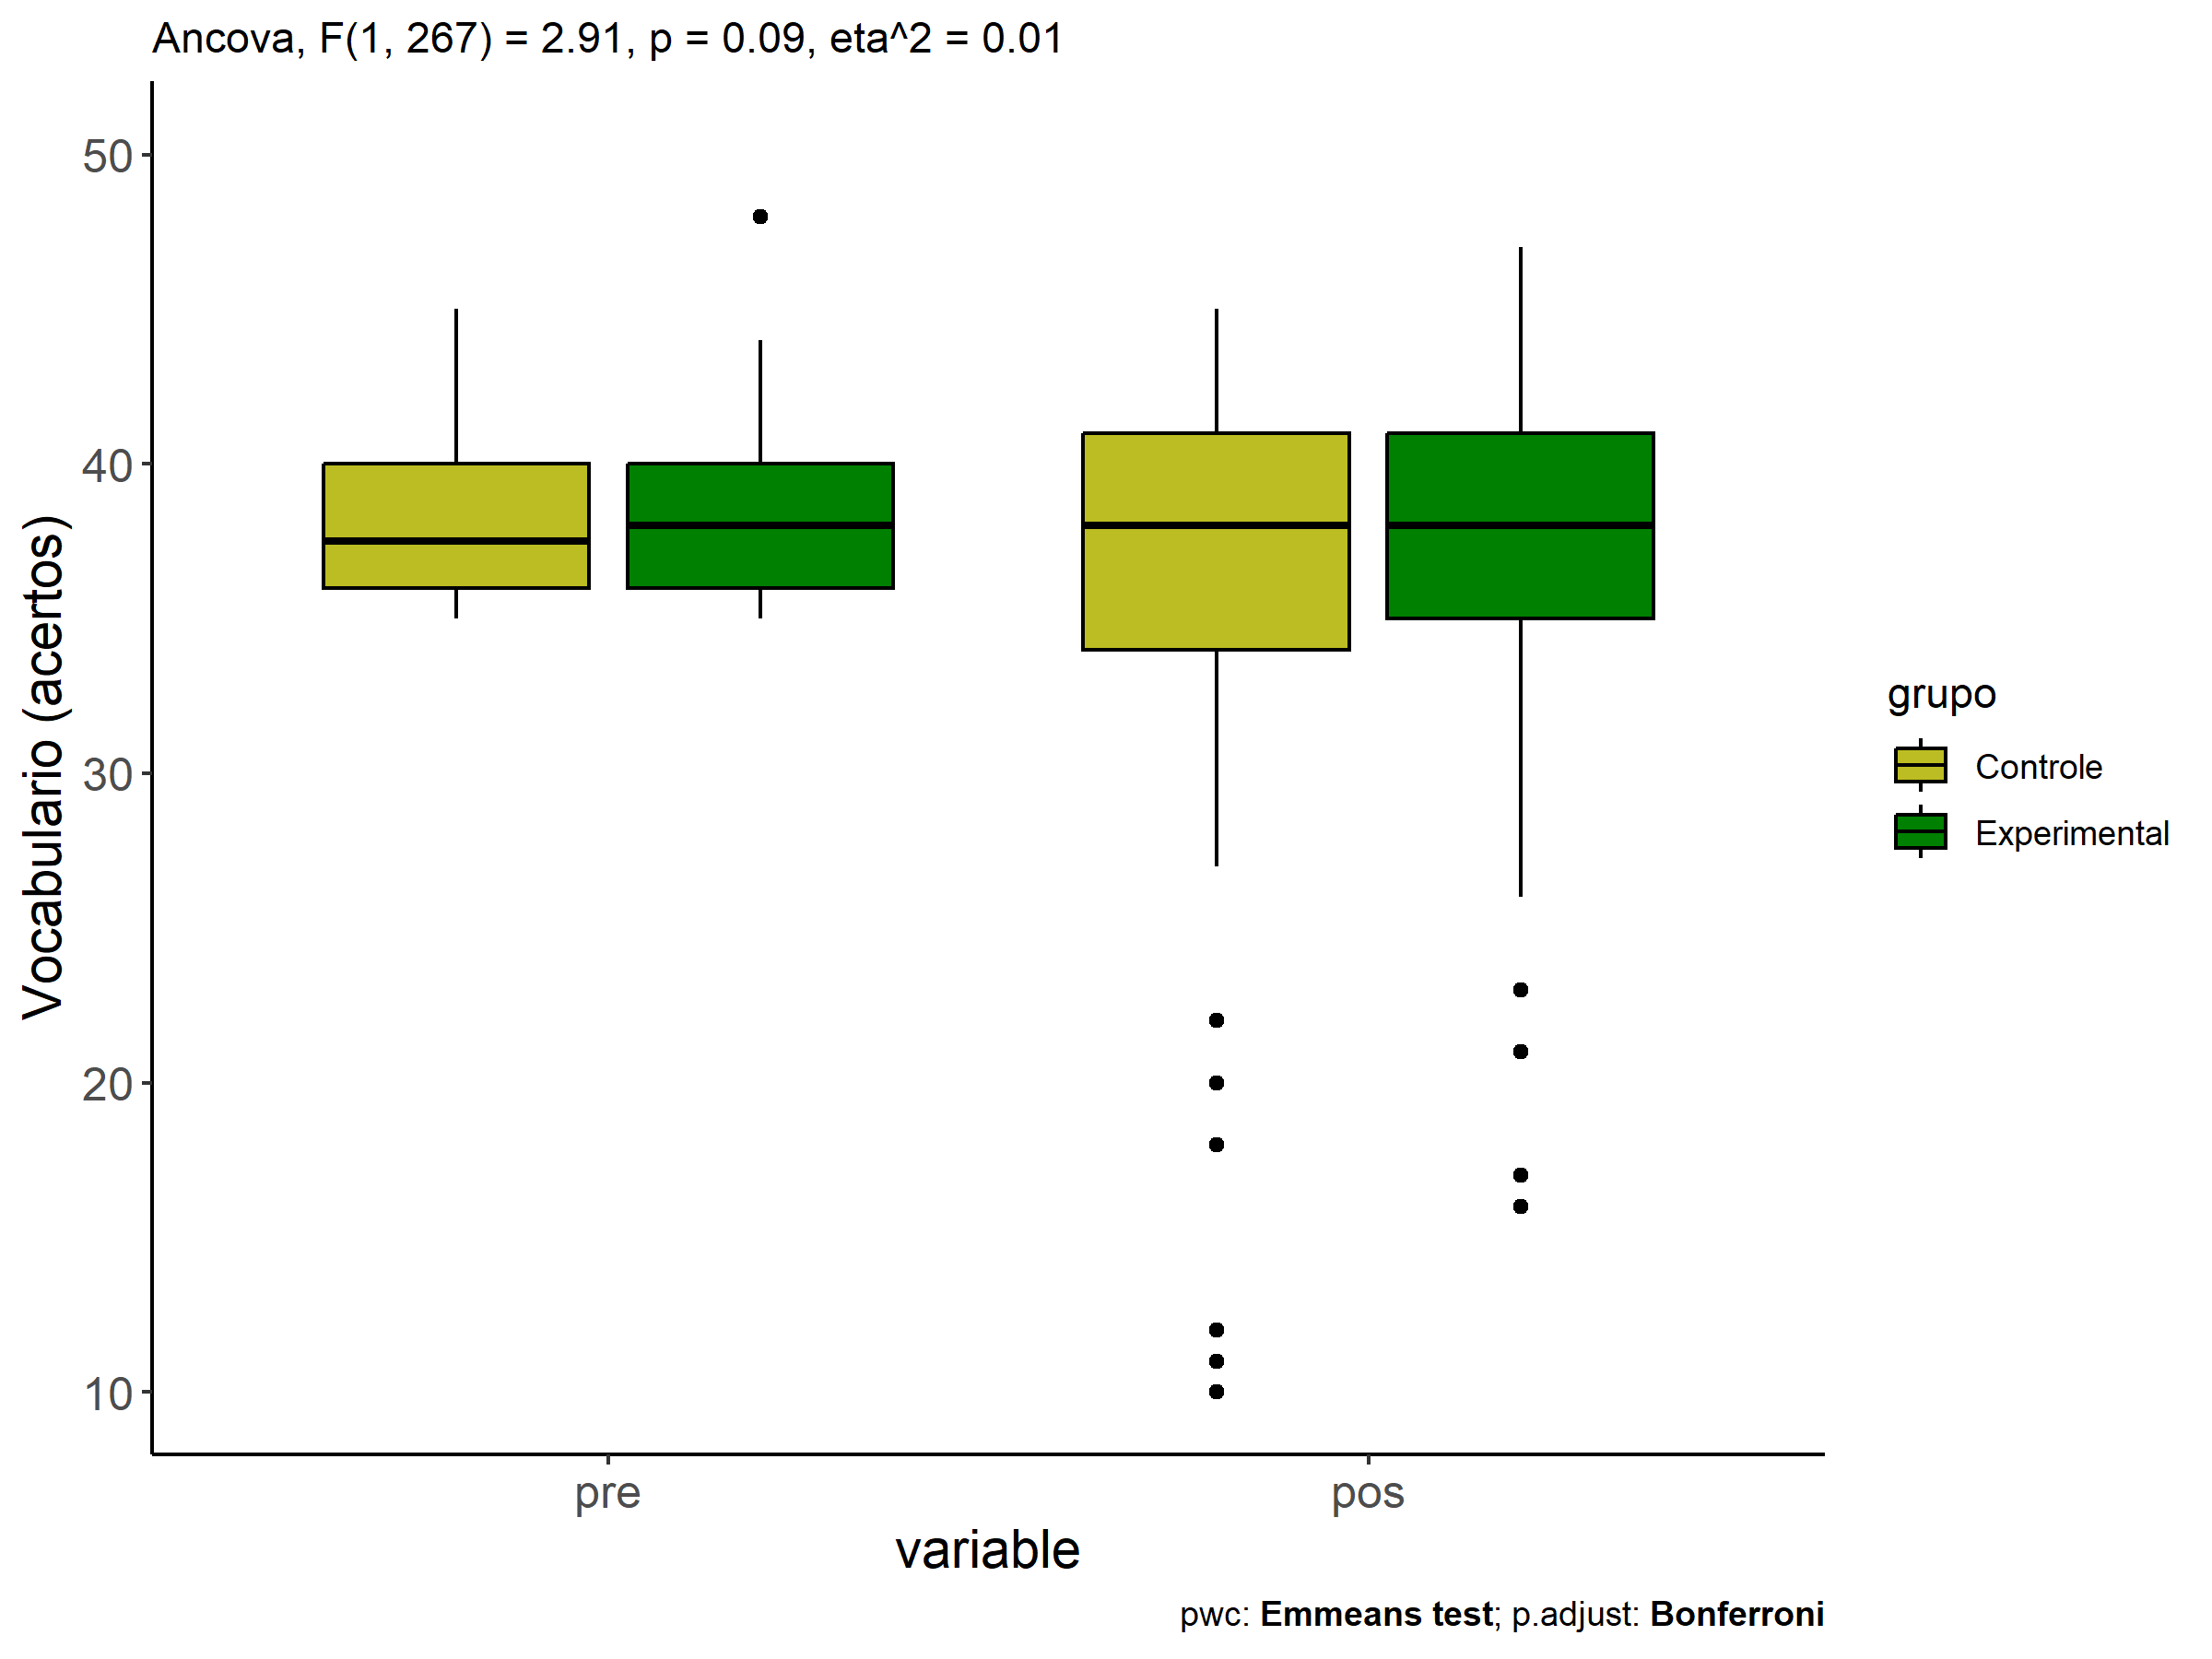 Ancova, F(1, 267) = 2.91, p = 0.09, eta^2 = 0.01
50
40
30
20
10
Vocabulario (acertos)
pre
pos
variable
grupo
Controle
Experimental
pwc: Emmeans test; p.adjust: Bonferroni